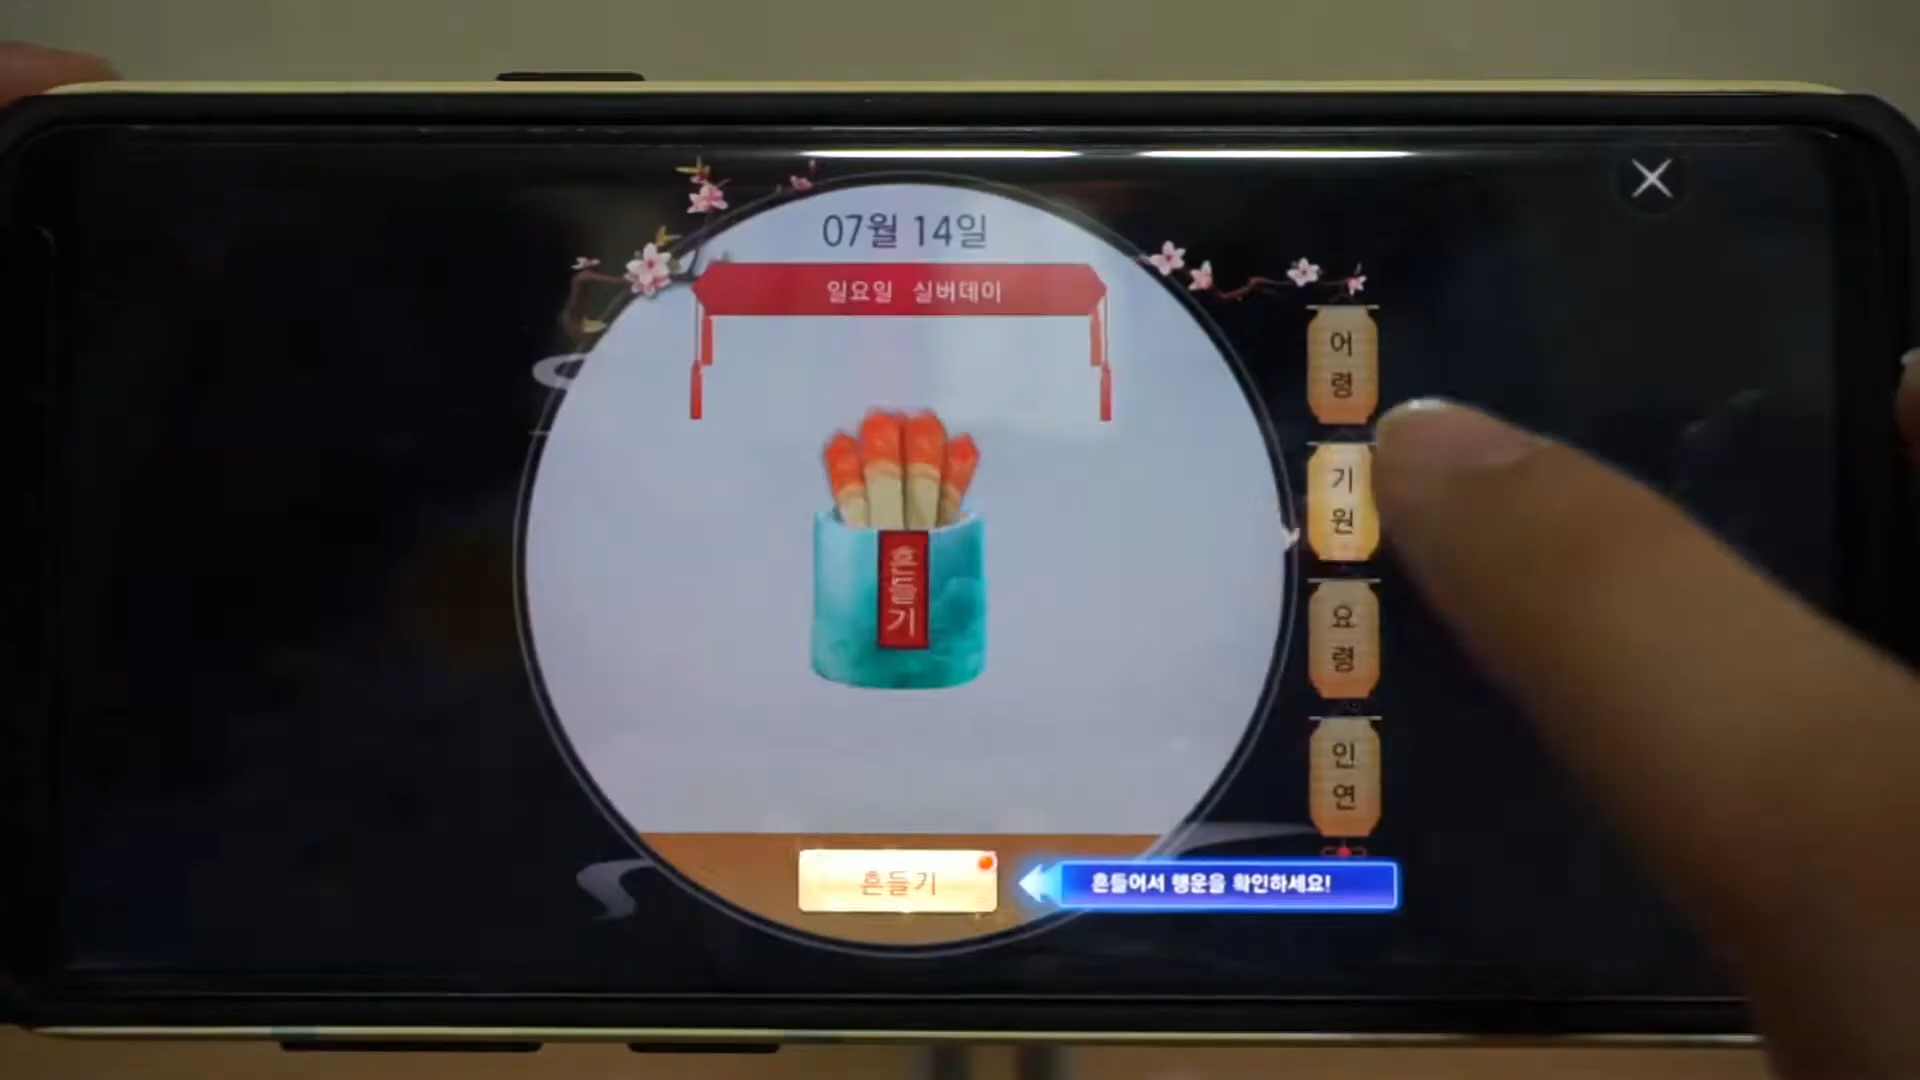 07월 14일
일요일 실버데이
어령
기원
요령
인연
흔들기
흔들기
흔들어서 행운을 확인하세요!